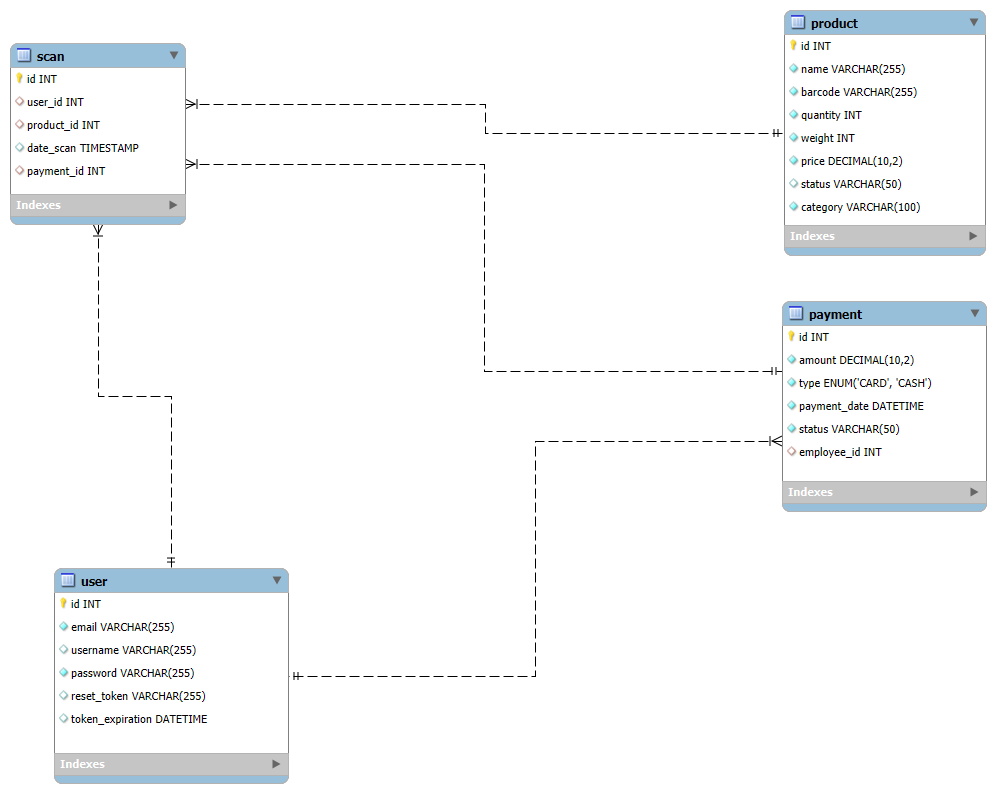 scan
id INT
user_id INT
product_id INT
date_scan TIMESTAMP
payment_id INT
Indexes
product
id INT
name VARCHAR(255)
barcode VARCHAR(255)
quantity INT
weight INT
price DECIMAL(10,2)
status VARCHAR(50)
category VARCHAR(100)
Indexes
payment
id INT
amount DECIMAL(10,2)
type ENUM('CARD', 'CASH')
payment_date DATETIME
status VARCHAR(50)
employee_id INT
Indexes
user
id INT
email VARCHAR(255)
username VARCHAR(255)
password VARCHAR(255)
reset_token VARCHAR(255)
token_expiration DATETIME
Indexes